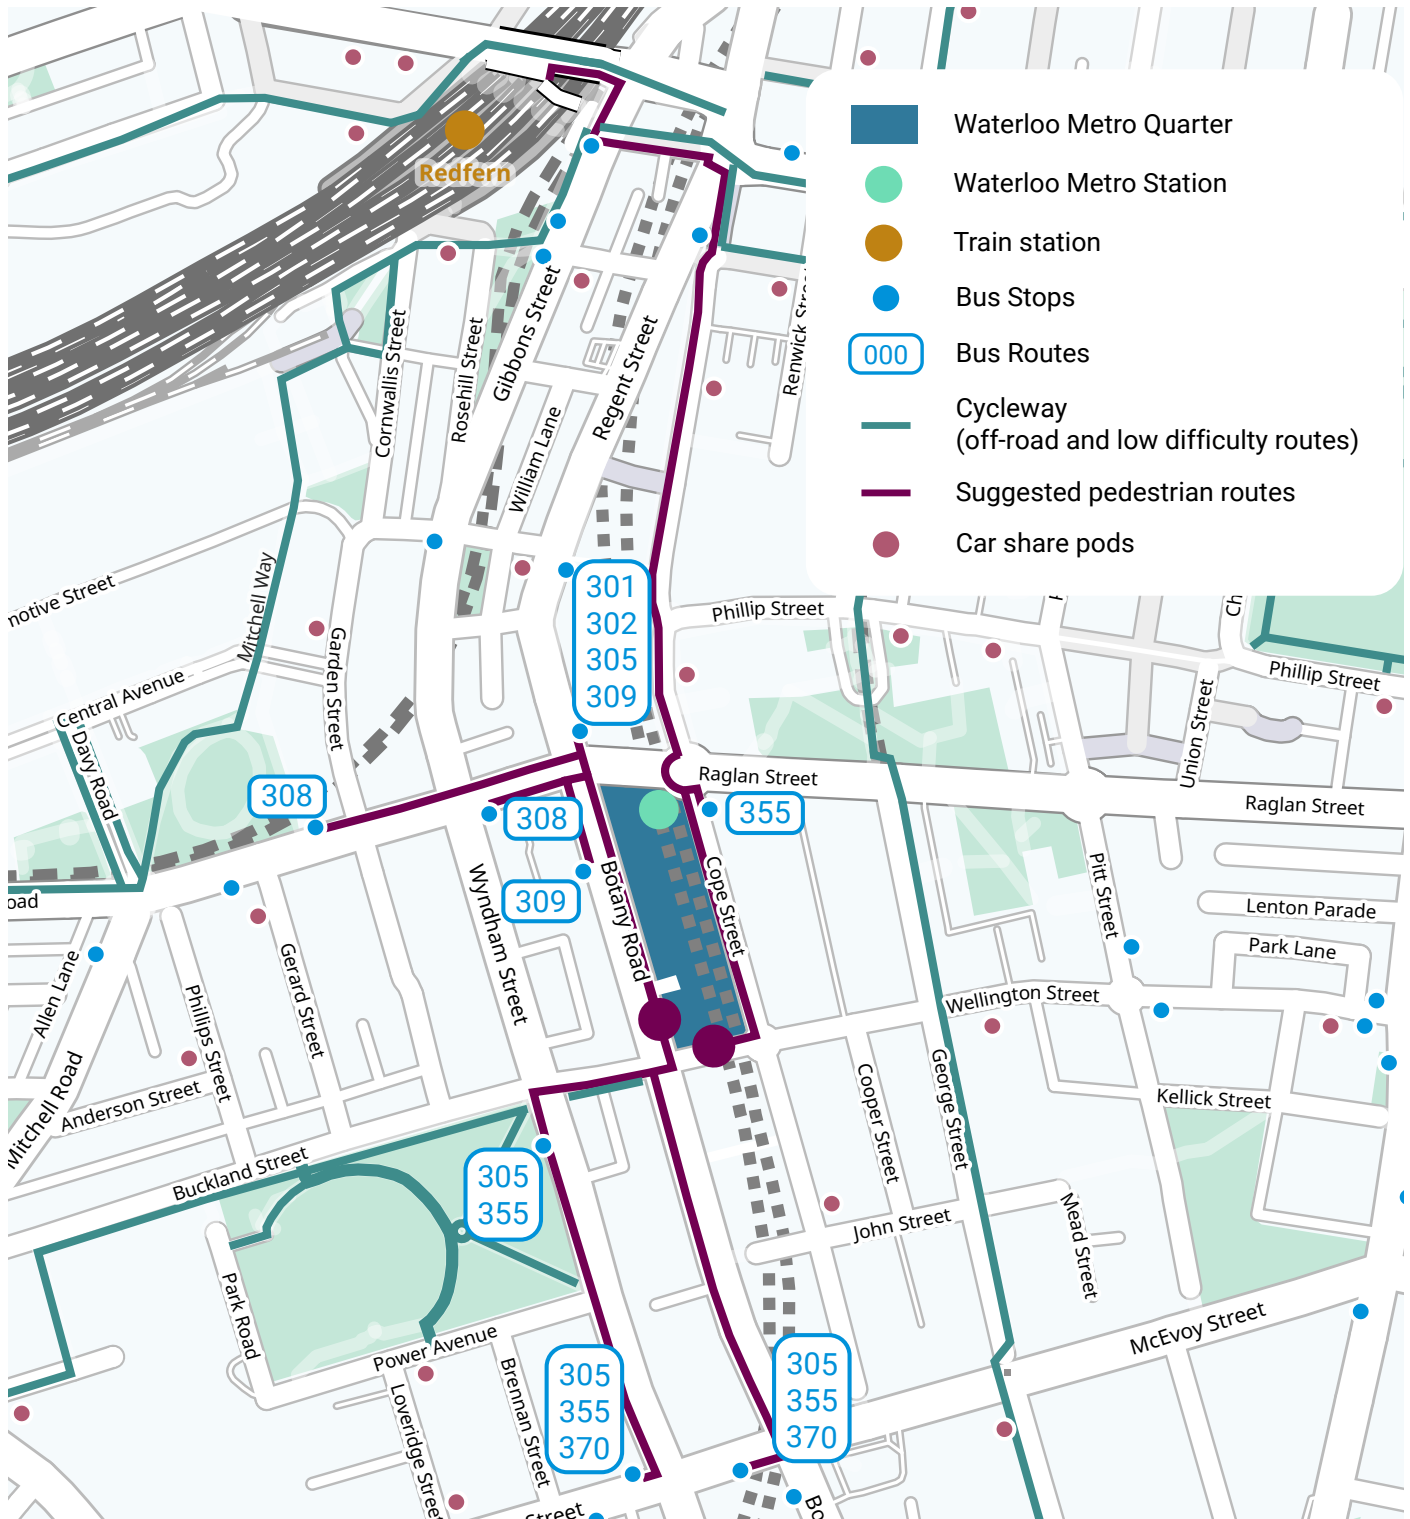 Waterloo Metro Quarter
Waterloo Metro Station
Train station
Bus Stops
000
Bus Routes
Cycleway
(off-road and low difficulty routes)
Suggested pedestrian routes
Car share pods
Redfern
Gibbons Street
Regent Street
Renwick
Cornwallis Street
Rosehill Street
William Lane
Mitchell Way
motive Street
301
302
305
309
Phillip Street
Phillip Street
Garden Street
Central Avenue
Davy Road
Union Street
308
308
309
355
Raglan Street
Raglan Street
Botany Road
Cope Street
Wyndham Street
Pitt Street
Lenton Parade
Park Lane
Wellington Street
oad
Allen Lane
Gerard Street
Phillips Street
Mitchell Road
Anderson Street
Cooper Street
George Street
Kellick Street
Buckland Street
305
355
John Street
Mead Street
Park Road
Power Avenue
McEvoy Street
305
355
370
305
355
370
Loveridge Street
Brennan Street
Street
Bo
Ch